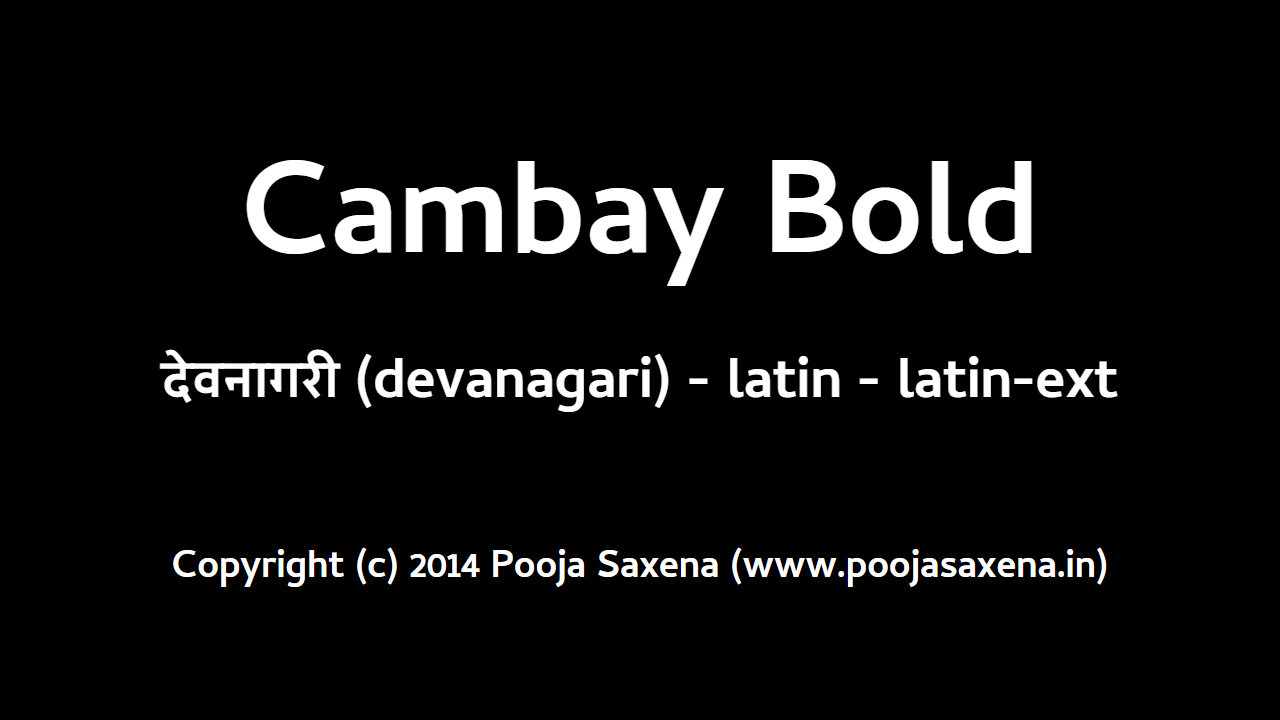 Cambay Bold
देवनागरी (devanagari) - latin - latin-ext
Copyright (c) 2014 Pooja Saxena (www.poojasaxena.in)